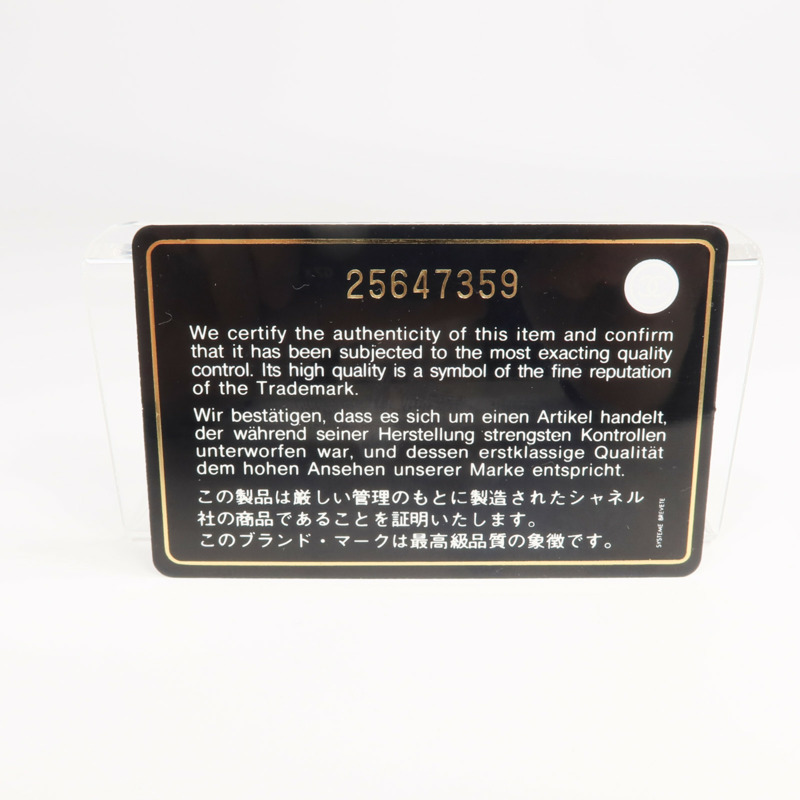 25647359
We certify the authenticity of this item and confirm
that it has been subjected to the most exacting quality
control. Its high quality is a symbol of the fine reputation
of the Trademark.
Wir bestätigen, dass es sich um einen Artikel handelt,
der während seiner Herstellung strengsten Kontrollen
unterworfen war, und dessen erstklassige Qualität
dem hohen Ansehen unserer Marke entspricht.
この製品は厳しい管理のもとに製造されたシャネル
社の商品であることを証明いたします。
このブランド・マークは最高級品質の象徴です。
SYSTEME BREVETE